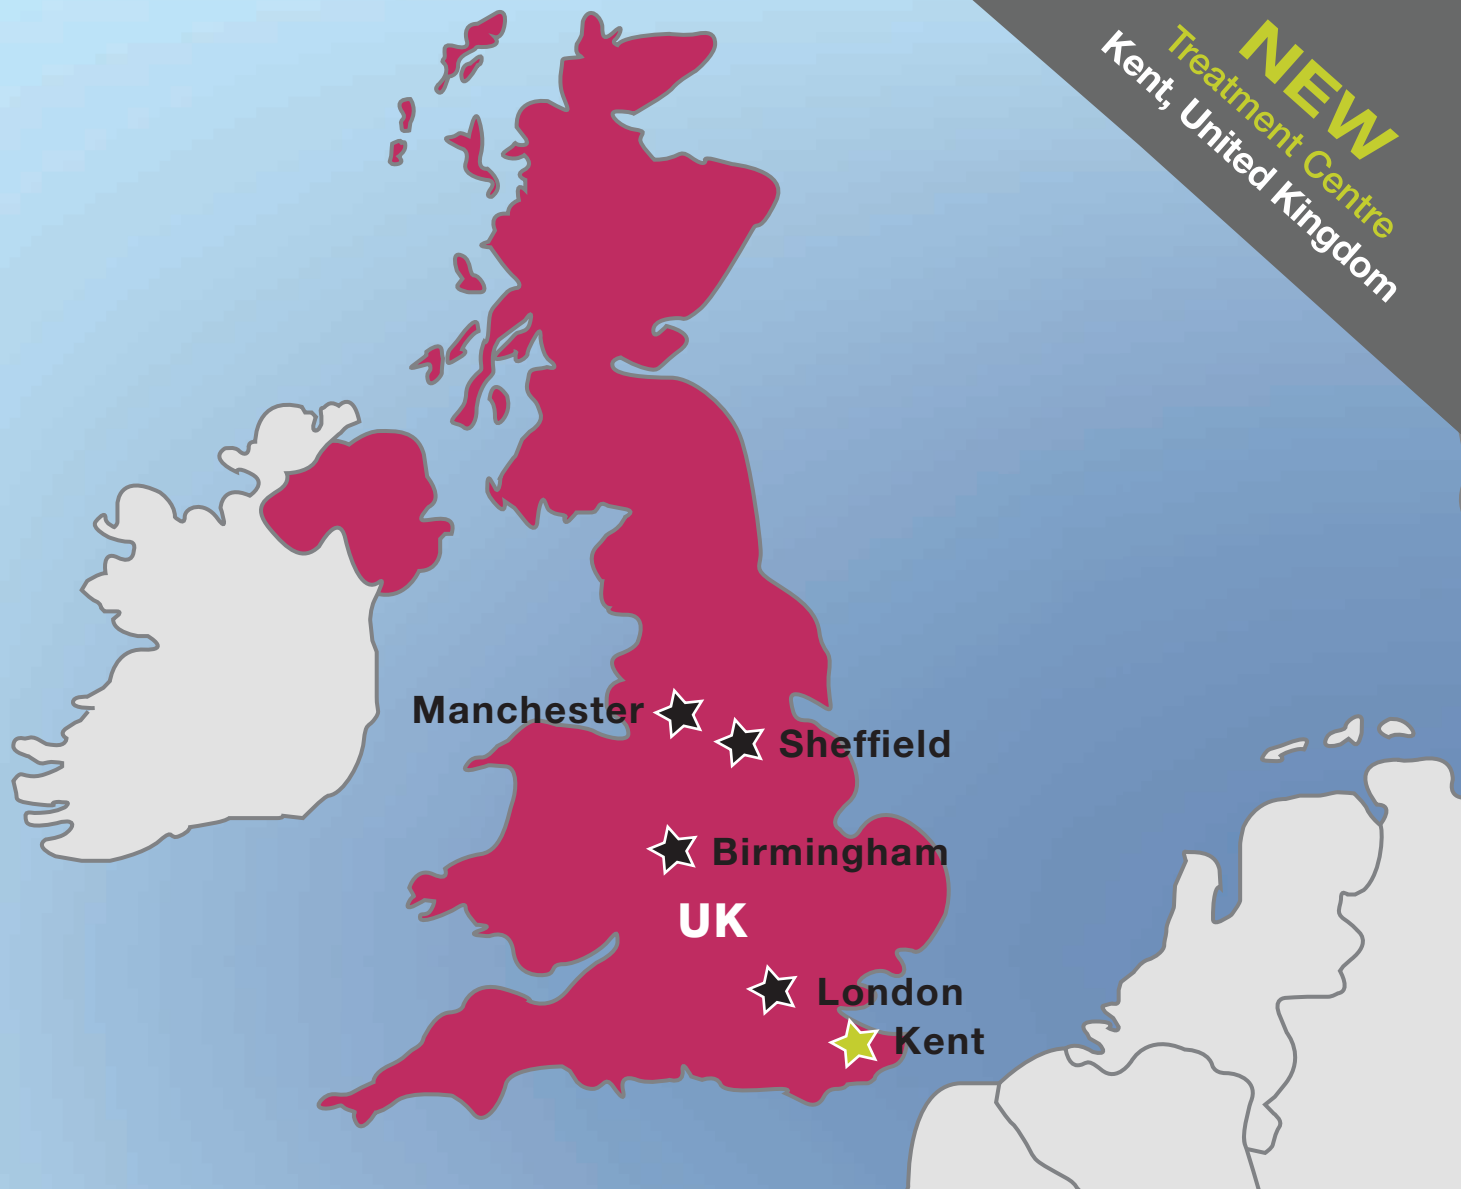 NEW
Treatment Centre
Kent, United Kingdom
Manchester
Sheffield
Birmingham
UK
London
Kent